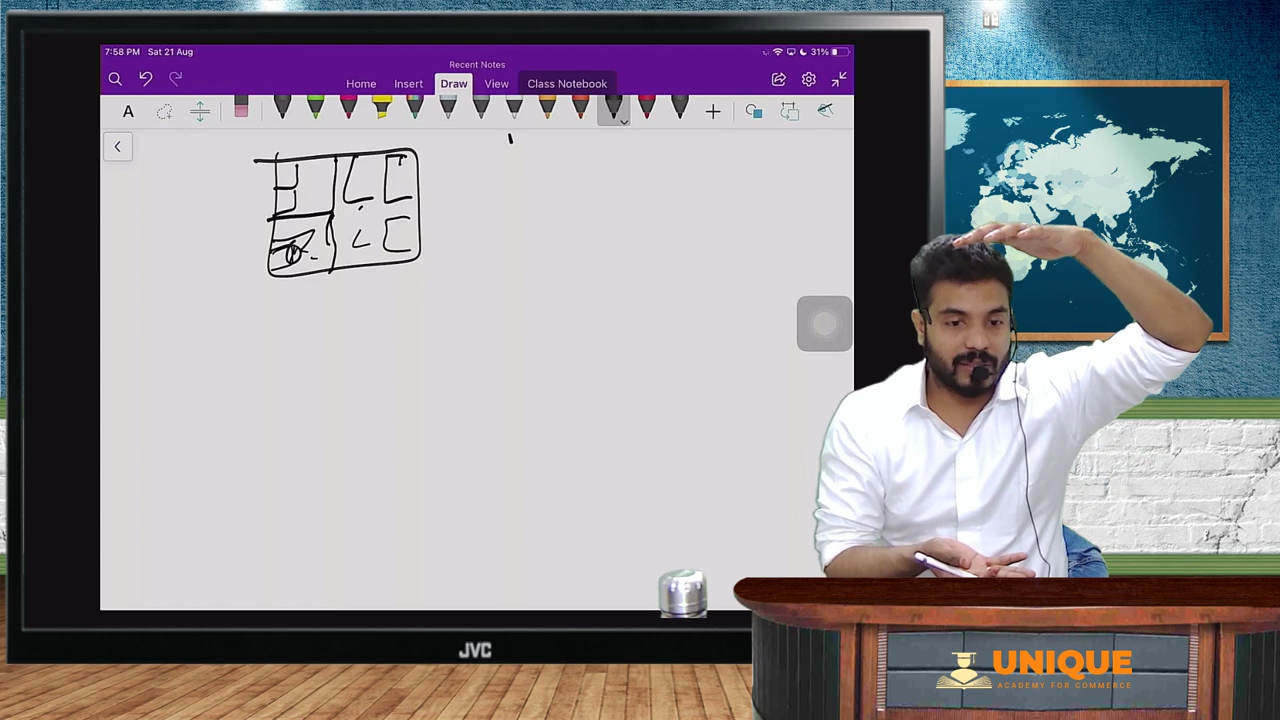 7:58 PM Sat 21 Aug
31%
Recent Notes
Home Insert Draw View Class Notebook
A
JVC
UNIQUE
ACADEMY FOR COMMERCE